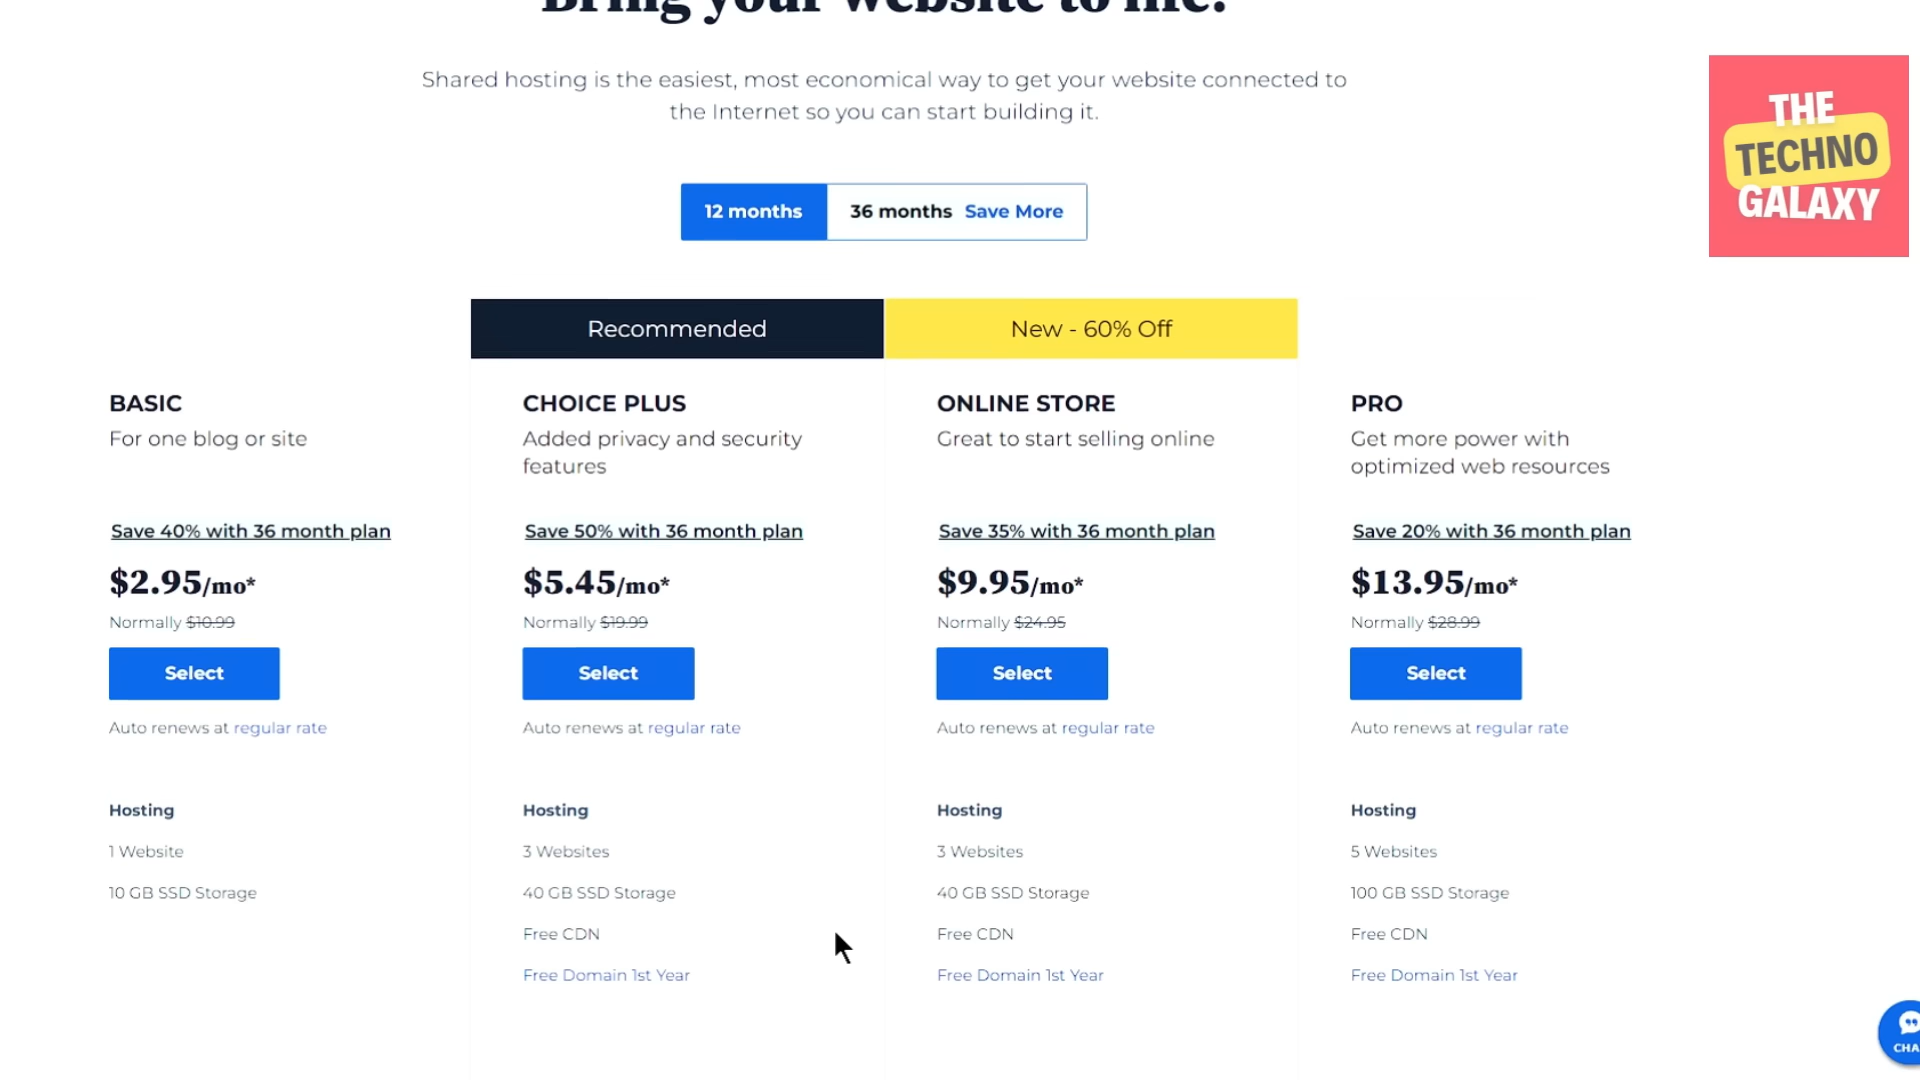 Bring your website to life.
Shared hosting is the easiest, most economical way to get your website connected to
the Internet so you can start building it.
THE
TECHNO
GALAXY
12 months
36 months Save More
Recommended
New - 60% Off
BASIC
For one blog or site
Save 40% with 36 month plan
$2.95/mo*
Normally $10.99
Select
Auto renews at regular rate
Hosting
1 Website
10 GB SSD Storage
CHOICE PLUS
Added privacy and security
features
Save 50% with 36 month plan
$5.45/mo*
Normally $19.99
Select
Auto renews at regular rate
Hosting
3 Websites
40 GB SSD Storage
Free CDN
Free Domain 1st Year
ONLINE STORE
Great to start selling online
Save 35% with 36 month plan
$9.95/mo*
Normally $24.95
Select
Auto renews at regular rate
Hosting
3 Websites
40 GB SSD Storage
Free CDN
Free Domain 1st Year
PRO
Get more power with
optimized web resources
Save 20% with 36 month plan
$13.95/mo*
Normally $28.99
Select
Auto renews at regular rate
Hosting
5 Websites
100 GB SSD Storage
Free CDN
Free Domain 1st Year
CHA